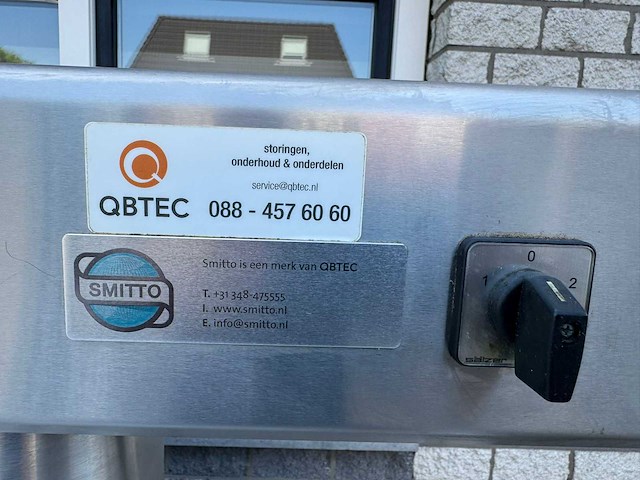 storingen,
onderhoud & onderdelen
service@qbtec.nl
QBTEC 088 - 457 60 60
SMITTO
Smitto is een merk van QBTEC
T. +31 348-475555
I. www.smitto.nl
E. info@smitto.nl
0
1 2
sälzer